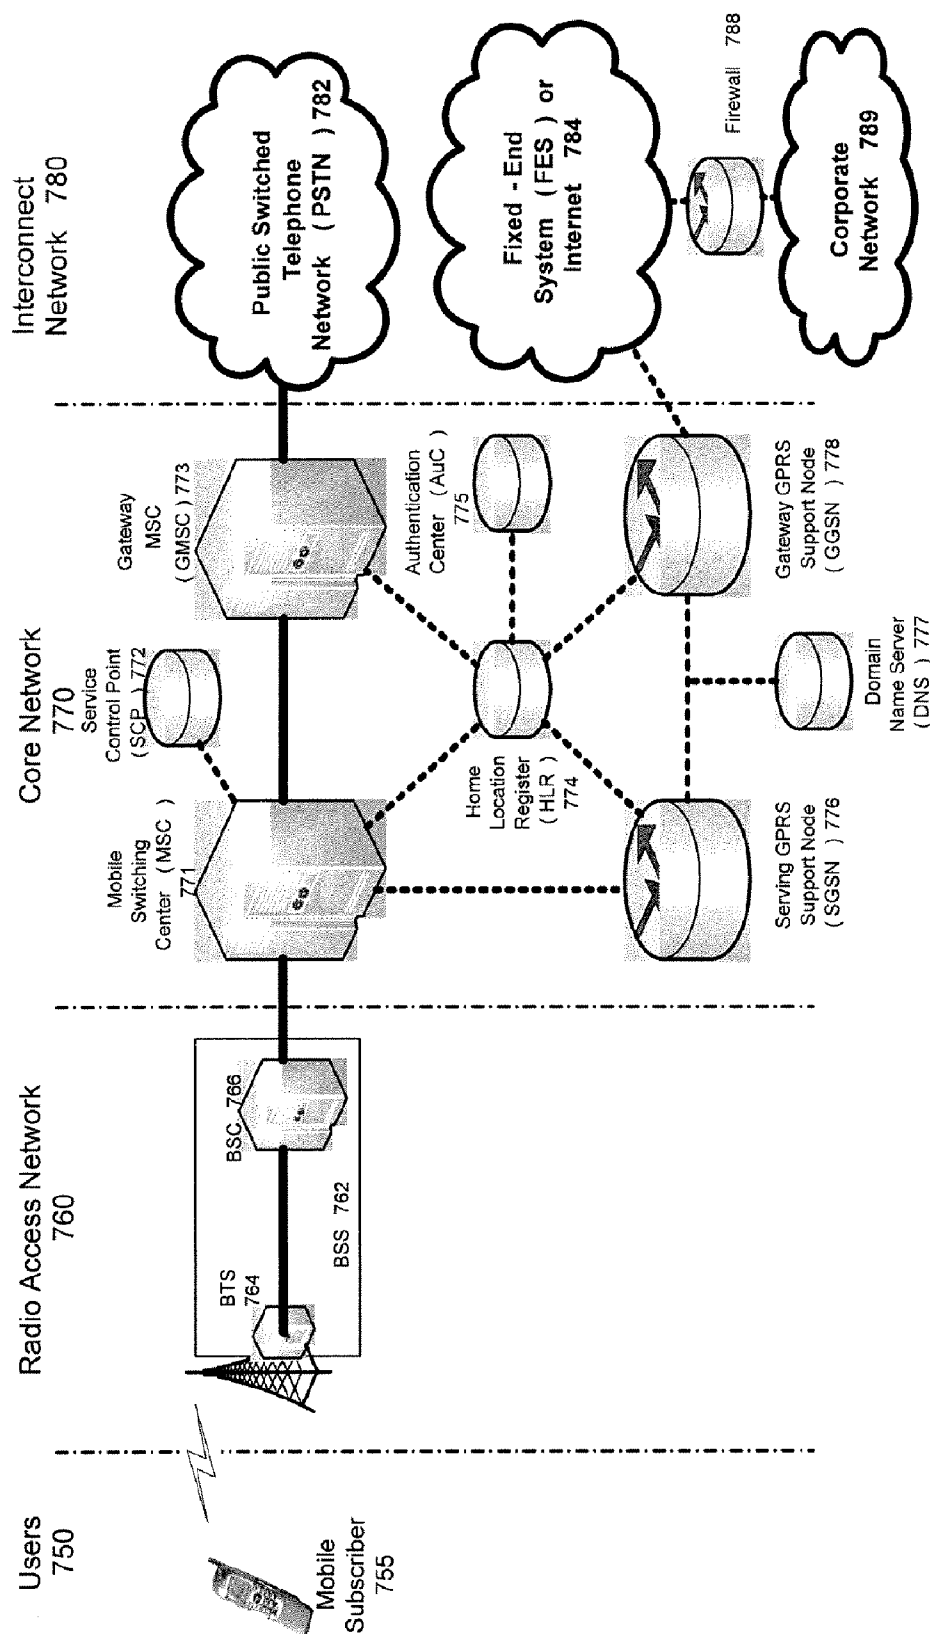 Users
750
Radio Access Network
760
Core Network
770
Interconnect
Network 780
Mobile
Subscriber
755
BTS
764
BSC 766
BSS 762
Mobile
Switching
Center (MSC)
771
Service
Control Point
(SCP) 772
Gateway
MSC
(GMSC) 773
Home
Location
Register
(HLR)
774
Authentication
Center (AuC)
775
Serving GPRS
Support Node
(SGSN) 776
Domain
Name Server
(DNS) 777
Gateway GPRS
Support Node
(GGSN) 778
Public Switched
Telephone
Network (PSTN) 782
Fixed - End
System (FES) or
Internet 784
Firewall 788
Corporate
Network 789